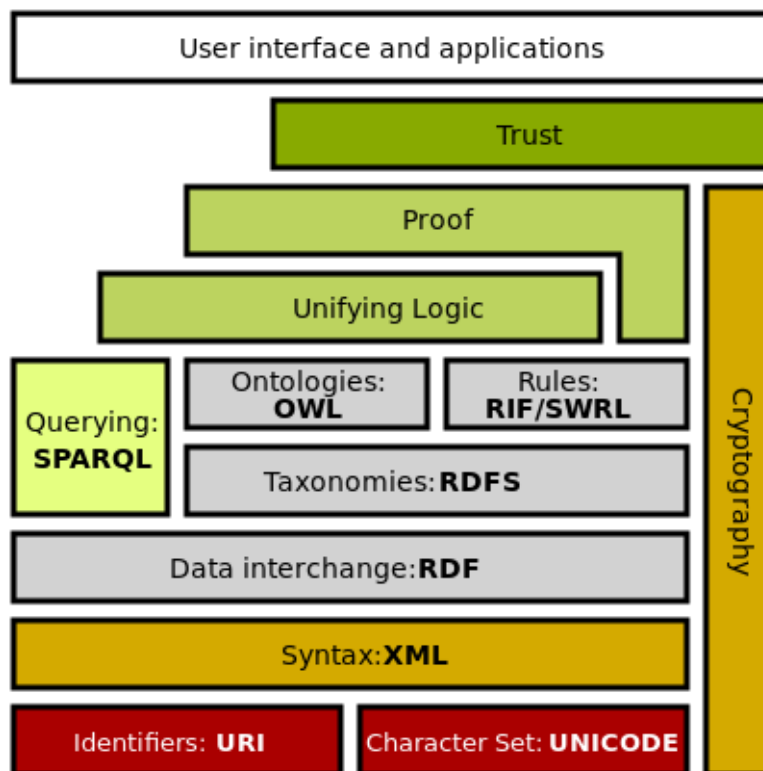 User interface and applications
Trust
Proof
Unifying Logic
Ontologies:
OWL
Rules:
RIF/SWRL
Querying:
SPARQL
Taxonomies: RDFS
Cryptography
Data interchange:RDF
Syntax:XML
Identifiers: URI
Character Set: UNICODE